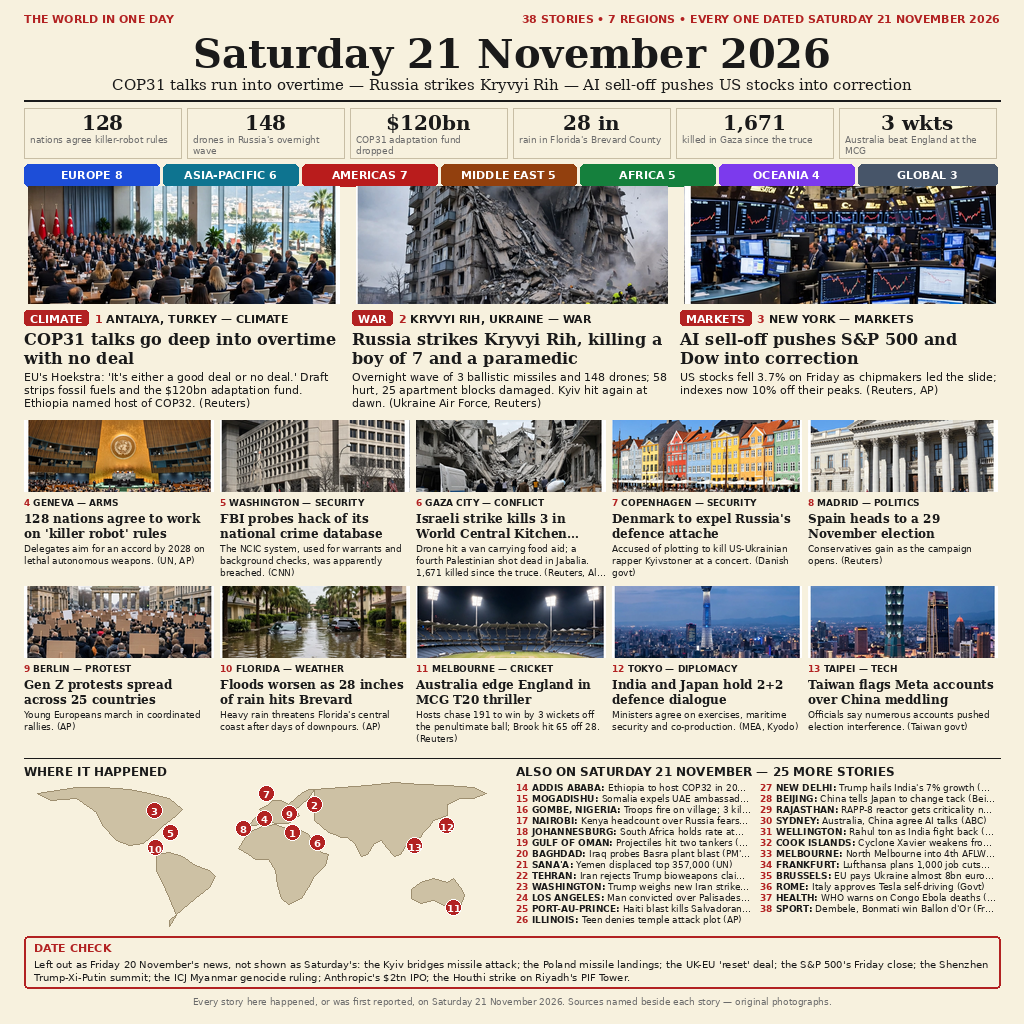 THE WORLD IN ONE DAY
38 STORIES • 7 REGIONS • EVERY ONE DATED SATURDAY 21 NOVEMBER 2026
Saturday 21 November 2026
COP31 talks run into overtime — Russia strikes Kryvyi Rih — AI sell-off pushes US stocks into correction
128
nations agree killer-robot rules
148
drones in Russia's overnight
wave
$120bn
COP31 adaptation fund
dropped
28 in
rain in Florida's Brevard County
1,671
killed in Gaza since the truce
3 wkts
Australia beat England at the
MCG
EUROPE 8
ASIA-PACIFIC 6
AMERICAS 7
MIDDLE EAST 5
AFRICA 5
OCEANIA 4
GLOBAL 3
CLIMATE 1 ANTALYA, TURKEY — CLIMATE
COP31 talks go deep into overtime
with no deal
EU's Hoekstra: 'It's either a good deal or no deal.' Draft
strips fossil fuels and the $120bn adaptation fund.
Ethiopia named host of COP32. (Reuters)
WAR 2 KRYVYI RIH, UKRAINE — WAR
Russia strikes Kryvyi Rih, killing a
boy of 7 and a paramedic
Overnight wave of 3 ballistic missiles and 148 drones; 58
hurt, 25 apartment blocks damaged. Kyiv hit again at
dawn. (Ukraine Air Force, Reuters)
MARKETS 3 NEW YORK — MARKETS
AI sell-off pushes S&P 500 and
Dow into correction
US stocks fell 3.7% on Friday as chipmakers led the slide;
indexes now 10% off their peaks. (Reuters, AP)
4 GENEVA — ARMS
128 nations agree to work
on 'killer robot' rules
Delegates aim for an accord by 2028 on
lethal autonomous weapons. (UN, AP)
5 WASHINGTON — SECURITY
FBI probes hack of its
national crime database
The NCIC system, used for warrants and
background checks, was apparently
breached. (CNN)
6 GAZA CITY — CONFLICT
Israeli strike kills 3 in
World Central Kitchen...
Drone hit a van carrying food aid; a
fourth Palestinian shot dead in Jabalia.
1,671 killed since the truce. (Reuters, Al...
7 COPENHAGEN — SECURITY
Denmark to expel Russia's
defence attache
Accused of plotting to kill US-Ukrainian
rapper Kyivstoner at a concert. (Danish
govt)
8 MADRID — POLITICS
Spain heads to a 29
November election
Conservatives gain as the campaign
opens. (Reuters)
9 BERLIN — PROTEST
Gen Z protests spread
across 25 countries
Young Europeans march in coordinated
rallies. (AP)
10 FLORIDA — WEATHER
Floods worsen as 28 inches
of rain hits Brevard
Heavy rain threatens Florida's central
coast after days of downpours. (AP)
11 MELBOURNE — CRICKET
Australia edge England in
MCG T20 thriller
Hosts chase 191 to win by 3 wickets off
the penultimate ball; Brook hit 65 off 28.
(Reuters)
12 TOKYO — DIPLOMACY
India and Japan hold 2+2
defence dialogue
Ministers agree on exercises, maritime
security and co-production. (MEA, Kyodo)
13 TAIPEI — TECH
Taiwan flags Meta accounts
over China meddling
Officials say numerous accounts pushed
election interference. (Taiwan govt)
WHERE IT HAPPENED
7
3
2
4
9
5
8
1
12
10
6
13
11
ALSO ON SATURDAY 21 NOVEMBER — 25 MORE STORIES
14 ADDIS ABABA: Ethiopia to host COP32 in 20...
15 MOGADISHU: Somalia expels UAE ambassad...
16 GOMBE, NIGERIA: Troops fire on village; 3 kil...
17 NAIROBI: Kenya headcount over Russia fears...
18 JOHANNESBURG: South Africa holds rate at...
19 GULF OF OMAN: Projectiles hit two tankers (...
20 BAGHDAD: Iraq probes Basra plant blast (PM'...
21 SANA'A: Yemen displaced top 357,000 (UN)
22 TEHRAN: Iran rejects Trump bioweapons clai...
23 WASHINGTON: Trump weighs new Iran strike...
24 LOS ANGELES: Man convicted over Palisades...
25 PORT-AU-PRINCE: Haiti blast kills Salvadoran...
26 ILLINOIS: Teen denies temple attack plot (AP)
27 NEW DELHI: Trump hails India's 7% growth (...
28 BEIJING: China tells Japan to change tack (Bei...
29 RAJASTHAN: RAPP-8 reactor gets criticality n...
30 SYDNEY: Australia, China agree AI talks (ABC)
31 WELLINGTON: Rahul ton as India fight back (...
32 COOK ISLANDS: Cyclone Xavier weakens fro...
33 MELBOURNE: North Melbourne into 4th AFLW...
34 FRANKFURT: Lufthansa plans 1,000 job cuts...
35 BRUSSELS: EU pays Ukraine almost 8bn euro...
36 ROME: Italy approves Tesla self-driving (Govt)
37 HEALTH: WHO warns on Congo Ebola deaths (...
38 SPORT: Dembele, Bonmati win Ballon d'Or (Fr...
DATE CHECK
Left out as Friday 20 November's news, not shown as Saturday's: the Kyiv bridges missile attack; the Poland missile landings; the UK-EU 'reset' deal; the S&P 500's Friday close; the Shenzhen
Trump-Xi-Putin summit; the ICJ Myanmar genocide ruling; Anthropic's $2tn IPO; the Houthi strike on Riyadh's PIF Tower.
Every story here happened, or was first reported, on Saturday 21 November 2026. Sources named beside each story — original photographs.